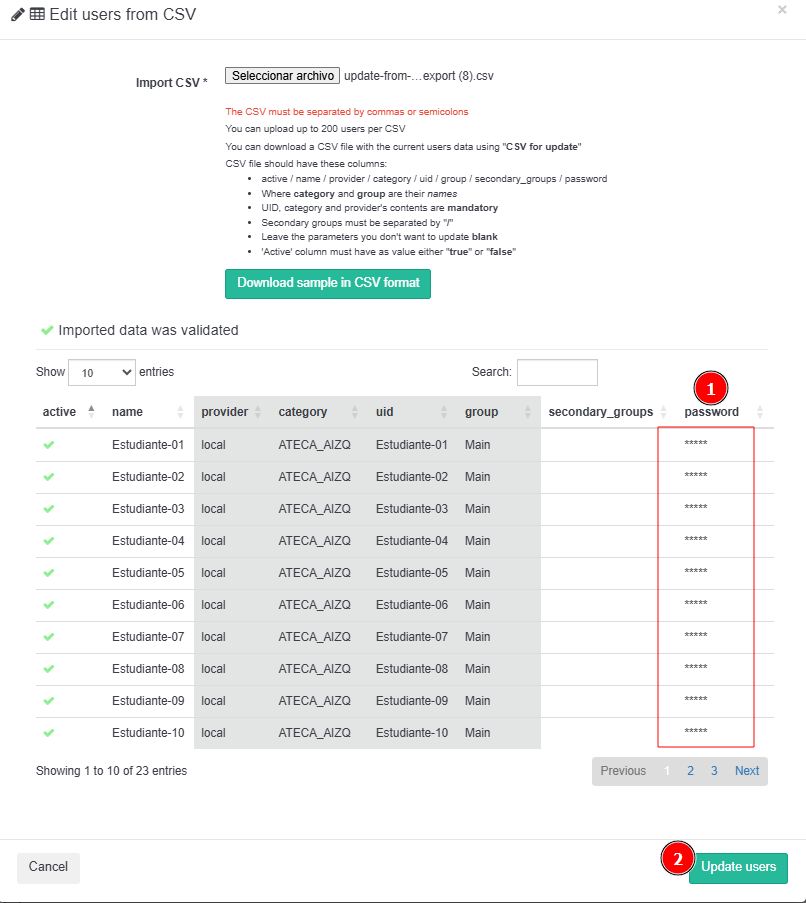 Edit users from CSV ×
Import CSV * Seleccionar archivo update-from-...export (8).csv
The CSV must be separated by commas or semicolons
You can upload up to 200 users per CSV
You can download a CSV file with the current users data using "CSV for update"
CSV file should have these columns:
• active / name / provider / category / uid / group / secondary_groups / password
• Where category and group are their names
• UID, category and provider's contents are mandatory
• Secondary groups must be separated by "/"
• Leave the parameters you don't want to update blank
• 'Active' column must have as value either "true" or "false"
Download sample in CSV format
Imported data was validated
Show 10 entries Search:
1
active name provider category uid group secondary_groups password
Estudiante-01 local ATECA_AIZQ Estudiante-01 Main *****
Estudiante-02 local ATECA_AIZQ Estudiante-02 Main *****
Estudiante-03 local ATECA_AIZQ Estudiante-03 Main *****
Estudiante-04 local ATECA_AIZQ Estudiante-04 Main *****
Estudiante-05 local ATECA_AIZQ Estudiante-05 Main *****
Estudiante-06 local ATECA_AIZQ Estudiante-06 Main *****
Estudiante-07 local ATECA_AIZQ Estudiante-07 Main *****
Estudiante-08 local ATECA_AIZQ Estudiante-08 Main *****
Estudiante-09 local ATECA_AIZQ Estudiante-09 Main *****
Estudiante-10 local ATECA_AIZQ Estudiante-10 Main *****
Showing 1 to 10 of 23 entries Previous 1 2 3 Next
Cancel 2 Update users